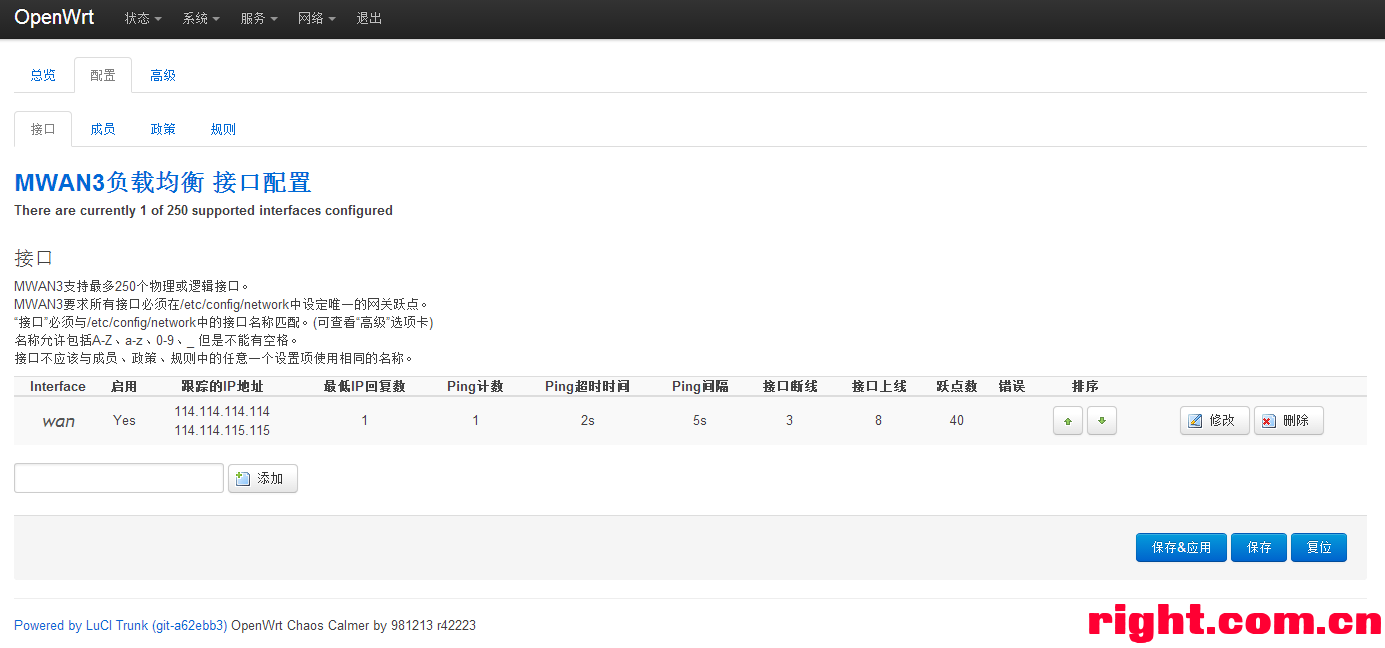 OpenWrt 状态 系统 服务 网络 退出
总览 配置 高级
接口 成员 政策 规则
MWAN3负载均衡 接口配置
There are currently 1 of 250 supported interfaces configured
接口
MWAN3支持最多250个物理或逻辑接口。
MWAN3要求所有接口必须在/etc/config/network中设定唯一的网关跃点。
“接口”必须与/etc/config/network中的接口名称匹配。(可查看“高级”选项卡)
名称允许包括A-Z、a-z、0-9、_ 但是不能有空格。
接口不应该与成员、政策、规则中的任意一个设置项使用相同的名称。
Interface 启用 跟踪的IP地址 最低IP回复数 Ping计数 Ping超时时间 Ping间隔 接口断线 接口上线 跃点数 错误 排序
wan Yes 114.114.114.114 1 1 2s 5s 3 8 40 修改 删除
114.114.115.115
添加
保存&应用 保存 复位
Powered by LuCI Trunk (git-a62ebb3) OpenWrt Chaos Calmer by 981213 r42223
right.com.cn